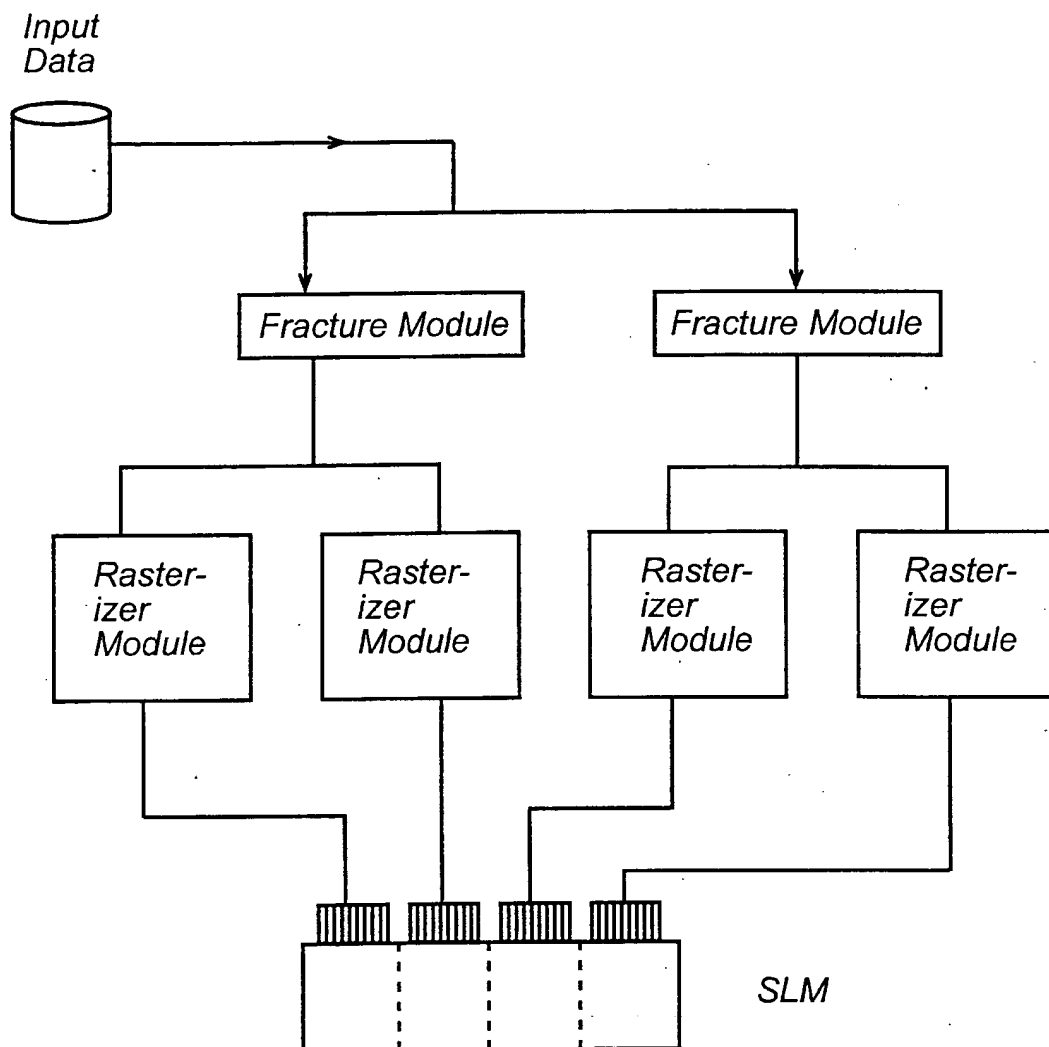 Input
Data
Fracture Module
Fracture Module
Raster-
izer
Module
Raster-
izer
Module
Raster-
izer
Module
Raster-
izer
Module
SLM